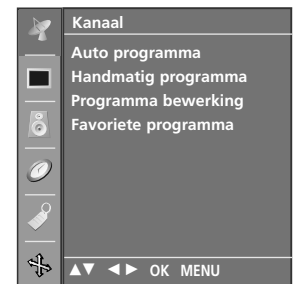 Kanaal
Auto programma
Handmatig programma
Programma bewerking
Favoriete programma
▲▼ ◄► OK MENU